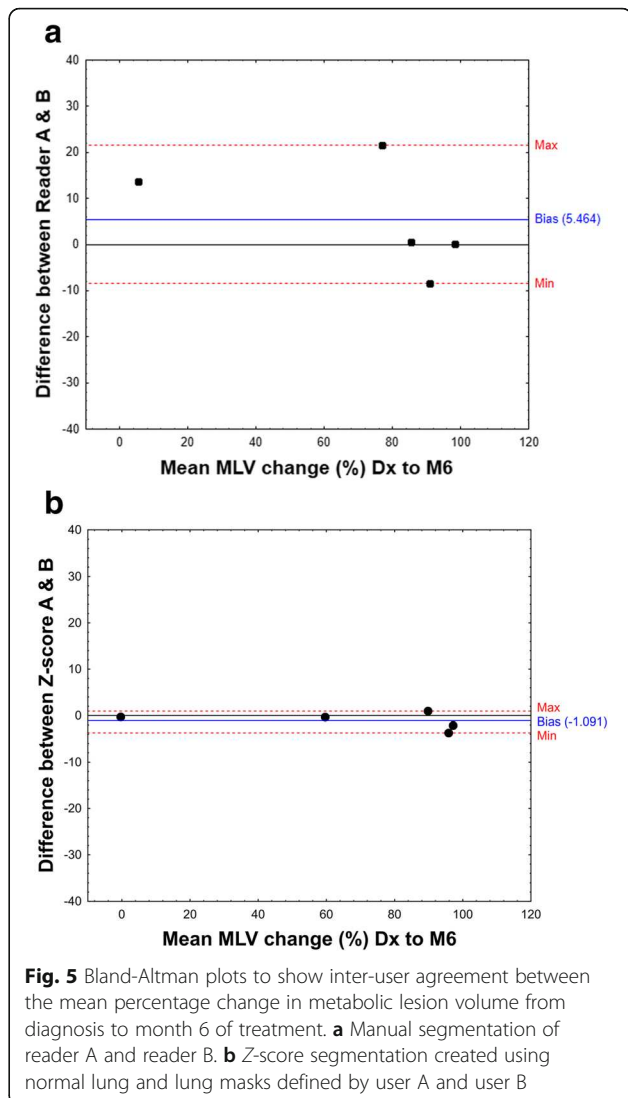 a
40
30
20
10
0
-10
-20
-30
-40
Difference between Reader A & B
Max
Bias (5.464)
Min
0 20 40 60 80 100 120
Mean MLV change (%) Dx to M6
b
40
30
20
10
0
-10
-20
-30
-40
Difference between Z-score A & B
Max
Bias (-1.091)
Min
0 20 40 60 80 100 120
Mean MLV change (%) Dx to M6
Fig. 5 Bland-Altman plots to show inter-user agreement between
the mean percentage change in metabolic lesion volume from
diagnosis to month 6 of treatment. a Manual segmentation of
reader A and reader B. b Z-score segmentation created using
normal lung and lung masks defined by user A and user B